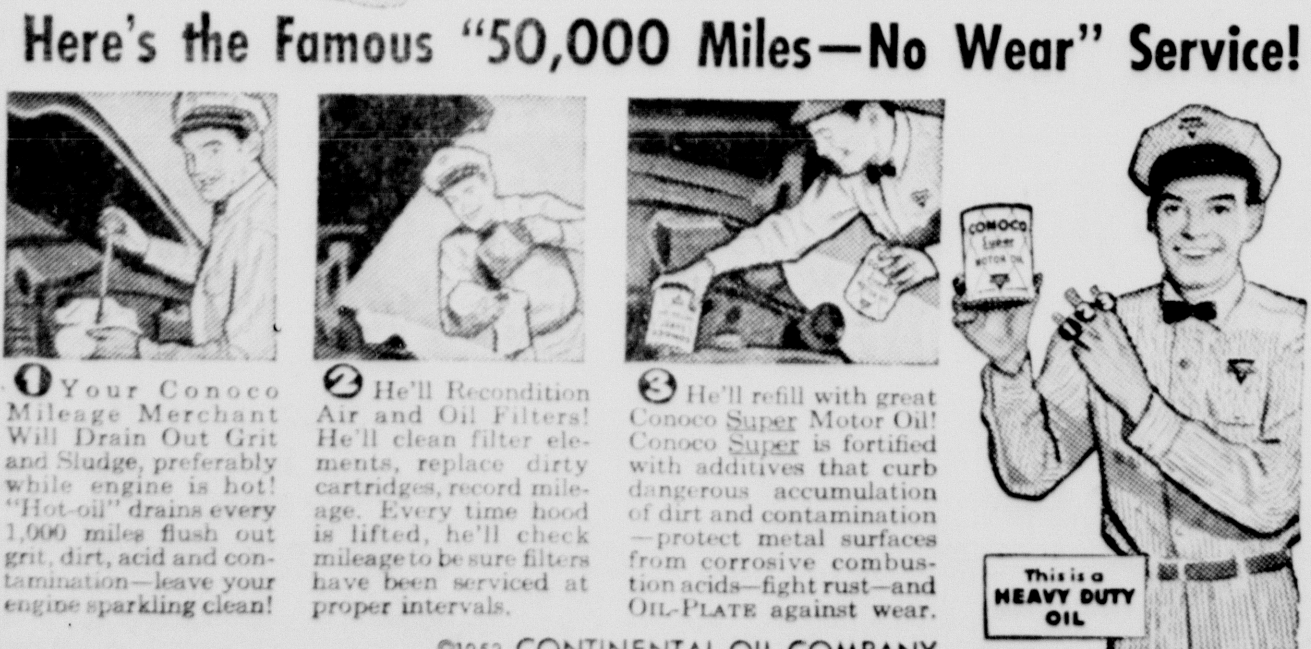 Here's the Famous “50,000 Miles—No Wear” Service!
1 Your Conoco
Mileage Merchant
Will Drain Out Grit
and Sludge, preferably
while engine is hot!
“Hot-oil” drains every
1,000 miles flush out
grit, dirt, acid and con-
tamination—leave your
engine sparkling clean!
2 He'll Recondition
Air and Oil Filters!
He'll clean filter ele-
ments, replace dirty
cartridges, record mile-
age. Every time hood
is lifted, he'll check
mileage to be sure filters
have been serviced at
proper intervals.
3 He'll refill with great
Conoco Super Motor Oil!
Conoco Super is fortified
with additives that curb
dangerous accumulation
of dirt and contamination
—protect metal surfaces
from corrosive combus-
tion acids—fight rust—and
OIL-PLATE against wear.
CONOCO
Super
MOTOR OIL
This is a
HEAVY DUTY
OIL
CONTINENTAL OIL COMPANY